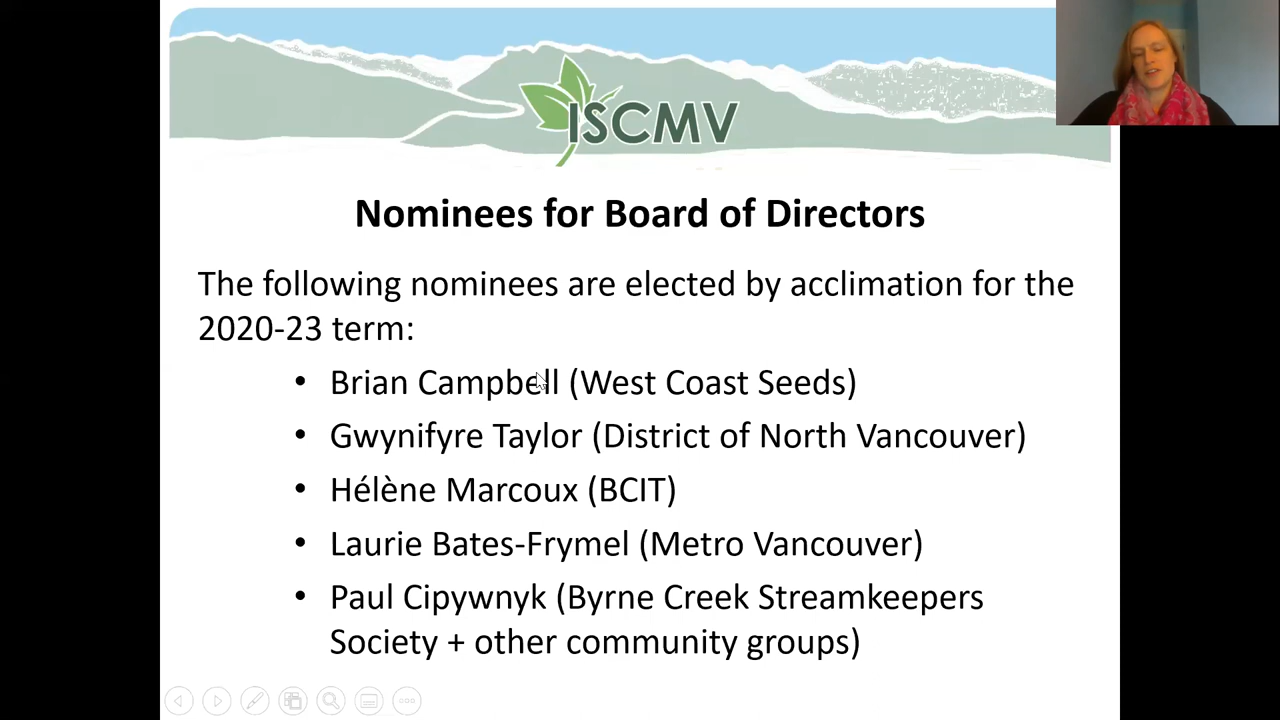 ISCMV
Nominees for Board of Directors
The following nominees are elected by acclimation for the
2020-23 term:
• Brian Campbell (West Coast Seeds)
• Gwynifyre Taylor (District of North Vancouver)
• Hélène Marcoux (BCIT)
• Laurie Bates-Frymel (Metro Vancouver)
• Paul Cipywnyk (Byrne Creek Streamkeepers
Society + other community groups)